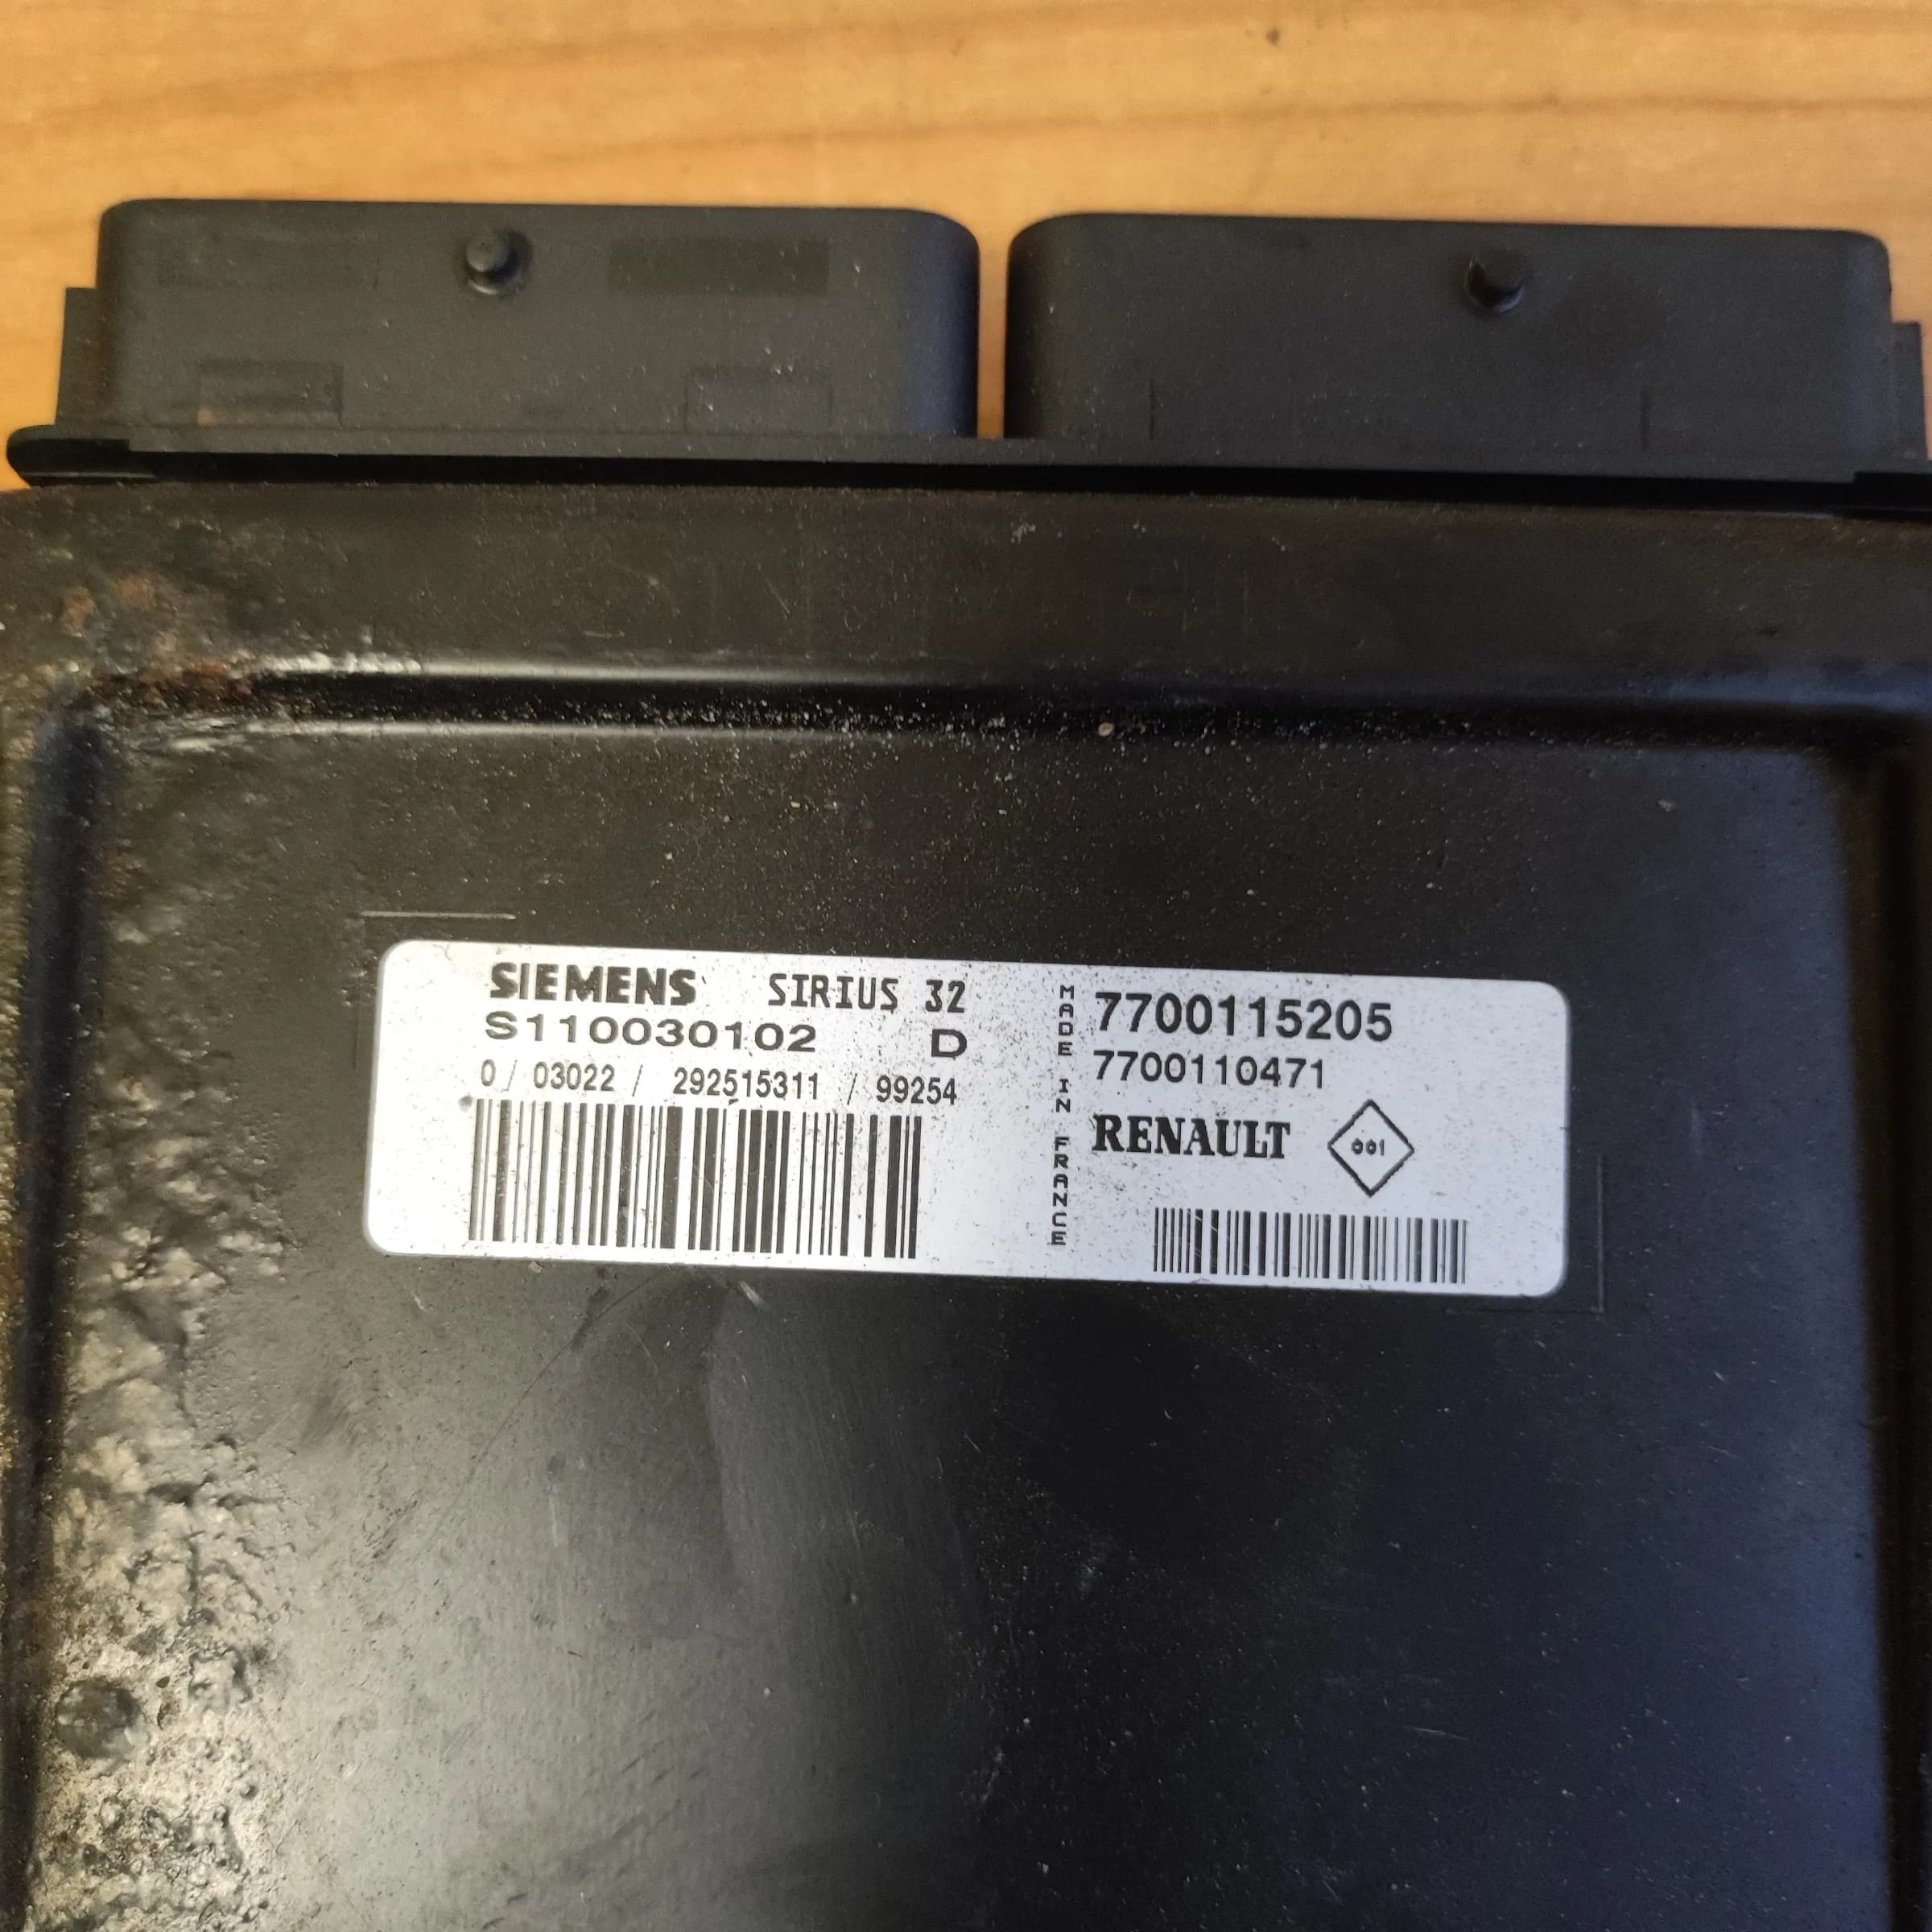 SIEMENS SIRIUS 32
S110030102 D
0 / 03022 / 292515311 / 99254
MADE IN FRANCE
7700115205
7700110471
RENAULT 001